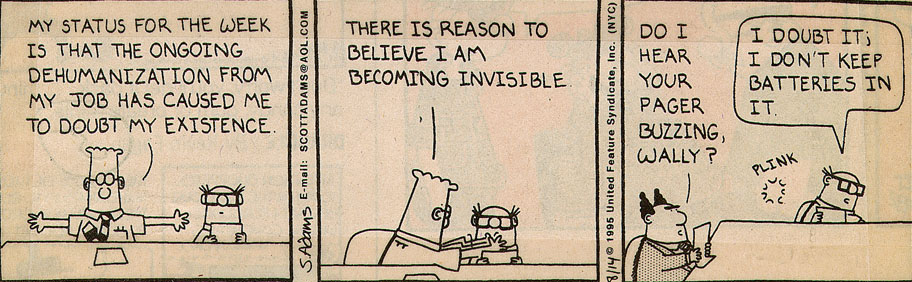 MY STATUS FOR THE WEEK
IS THAT THE ONGOING
DEHUMANIZATION FROM
MY JOB HAS CAUSED ME
TO DOUBT MY EXISTENCE.
S.Adams E-mail: SCOTTADAMS@AOL.COM
THERE IS REASON TO
BELIEVE I AM
BECOMING INVISIBLE.
8/14 © 1995 United Feature Syndicate, Inc. (NYC)
DO I
HEAR
YOUR
PAGER
BUZZING,
WALLY?
I DOUBT IT;
I DON'T KEEP
BATTERIES IN
IT.
PLINK